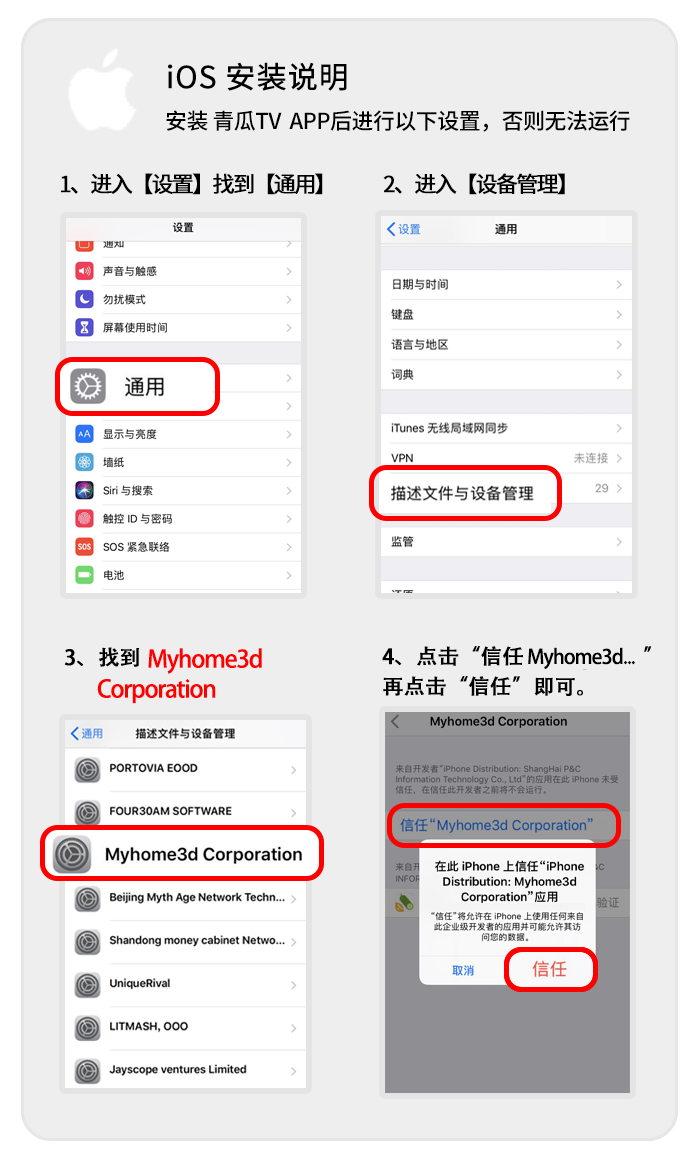 iOS 安装说明
安装 青瓜TV APP后进行以下设置，否则无法运行
1、进入【设置】找到【通用】
设置
通知
声音与触感
勿扰模式
屏幕使用时间
通用
AA 显示与亮度
墙纸
Siri 与搜索
触控 ID 与密码
SOS SOS 紧急联络
电池
2、进入【设备管理】
设置 通用
日期与时间
键盘
语言与地区
词典
iTunes 无线局域网同步
VPN 未连接
描述文件与设备管理 29
监管
还原
3、找到 Myhome3d
Corporation
通用 描述文件与设备管理
PORTOVIA EOOD
FOUR30AM SOFTWARE
Myhome3d Corporation
Beijing Myth Age Network Techn...
Shandong money cabinet Netwo...
UniqueRival
LITMASH, OOO
Jayscope ventures Limited
4、点击“信任 Myhome3d... ”
再点击“信任”即可。
Myhome3d Corporation
来自开发者“iPhone Distribution: ShangHai P&C
Information Technology Co., Ltd”的应用在此 iPhone 未受
信任，在信任此开发者之前将不会运行。
信任“Myhome3d Corporation”
来自开
INFOR
&C
验证
在此 iPhone 上信任“iPhone
Distribution: Myhome3d
Corporation”应用
“信任”将允许在 iPhone 上使用任何来自
此企业级开发者的应用并可能允许其访
问您的数据。
取消 信任